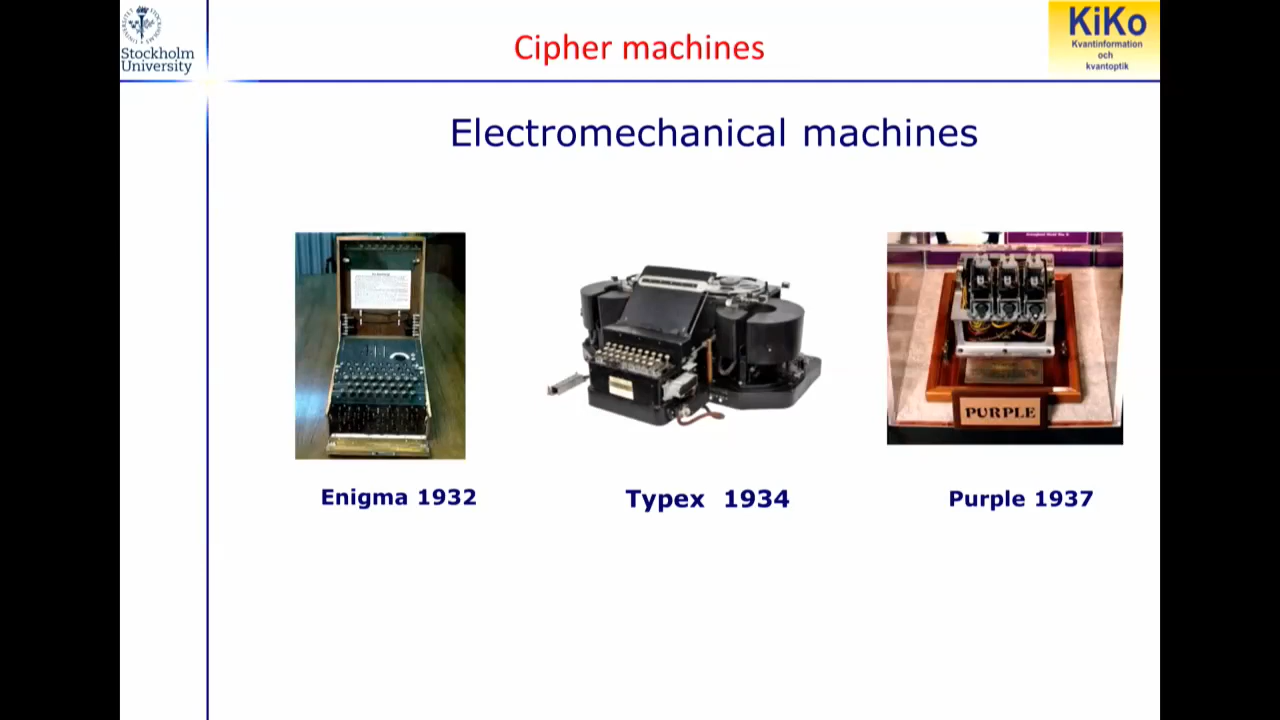 Stockholm
University
Cipher machines
KiKo
Kvantinformation
och
kvantoptik
Electromechanical machines
PURPLE
Enigma 1932
Typex 1934
Purple 1937